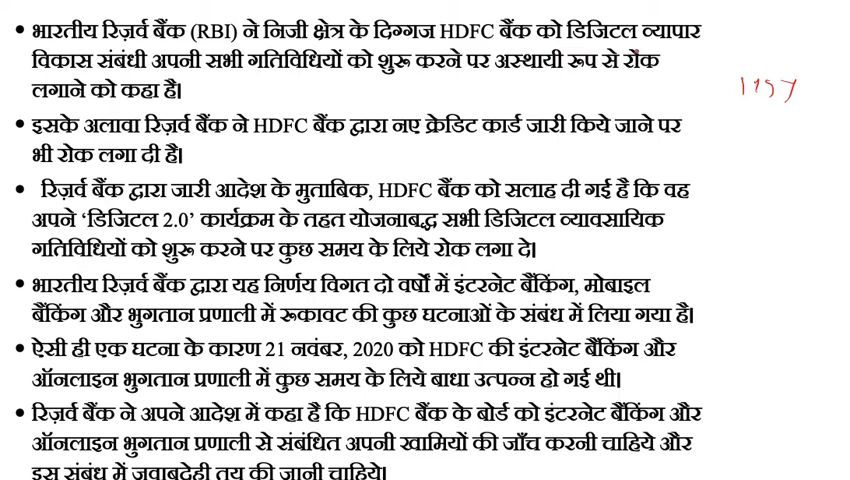 • भारतीय रिज़र्व बैंक (RBI) ने निजी क्षेत्र के दिग्गज HDFC बैंक को डिजिटल व्यापार
विकास संबंधी अपनी सभी गतिविधियों को शुरू करने पर अस्थायी रूप से रोक
लगाने को कहा है।
• इसके अलावा रिज़र्व बैंक ने HDFC बैंक द्वारा नए क्रेडिट कार्ड जारी किये जाने पर
भी रोक लगा दी है।
• रिज़र्व बैंक द्वारा जारी आदेश के मुताबिक, HDFC बैंक को सलाह दी गई है कि वह
अपने ‘डिजिटल 2.0’ कार्यक्रम के तहत योजनाबद्ध सभी डिजिटल व्यावसायिक
गतिविधियों को शुरू करने पर कुछ समय के लिये रोक लगा दे।
• भारतीय रिज़र्व बैंक द्वारा यह निर्णय विगत दो वर्षों में इंटरनेट बैंकिंग, मोबाइल
बैंकिंग और भुगतान प्रणाली में रूकावट की कुछ घटनाओं के संबंध में लिया गया है।
• ऐसी ही एक घटना के कारण 21 नवंबर, 2020 को HDFC की इंटरनेट बैंकिंग और
ऑनलाइन भुगतान प्रणाली में कुछ समय के लिये बाधा उत्पन्न हो गई थी।
• रिज़र्व बैंक ने अपने आदेश में कहा है कि HDFC बैंक के बोर्ड को इंटरनेट बैंकिंग और
ऑनलाइन भुगतान प्रणाली से संबंधित अपनी खामियों की जाँच करनी चाहिये और
इस संबंध में जवाबदेही तय की जानी चाहिये।